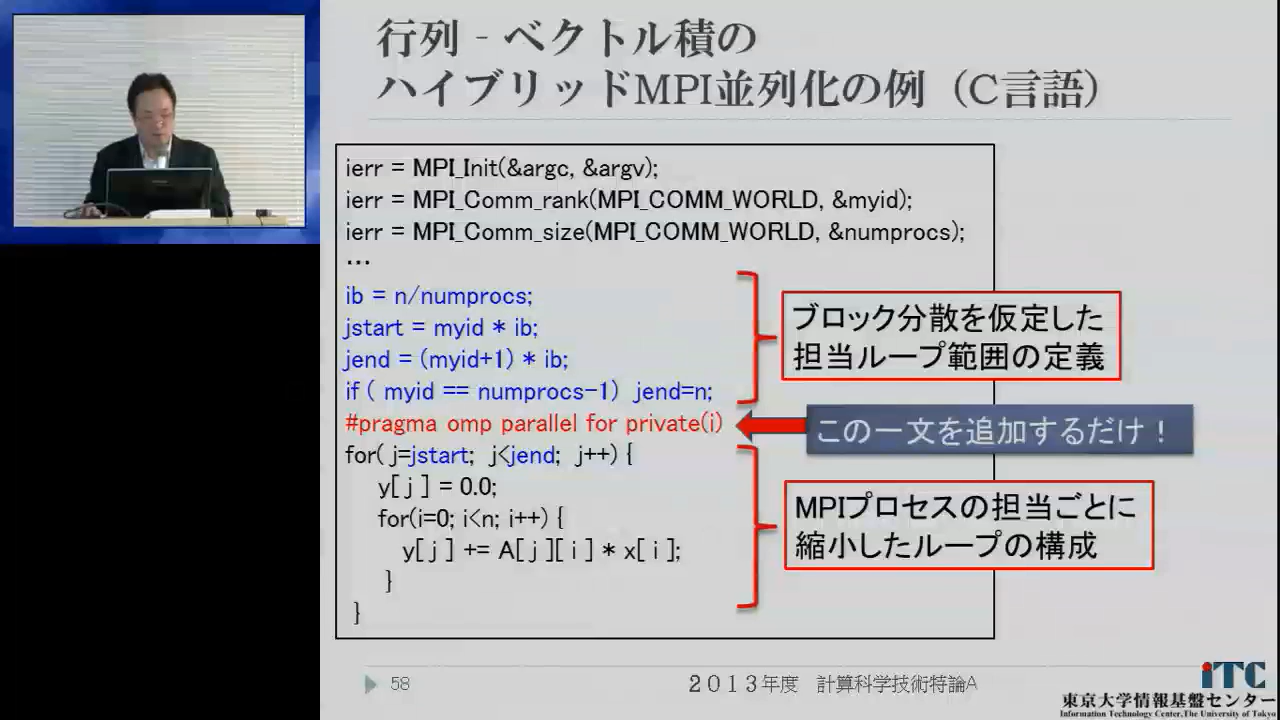 行列‐ベクトル積の
ハイブリッドMPI並列化の例（C言語）
ierr = MPI_Init(&argc, &argv);
ierr = MPI_Comm_rank(MPI_COMM_WORLD, &myid);
ierr = MPI_Comm_size(MPI_COMM_WORLD, &numprocs);
…
ib = n/numprocs;
jstart = myid * ib;
jend = (myid+1) * ib;
if ( myid == numprocs-1) jend=n;
#pragma omp parallel for private(i)
for( j=jstart; j<jend; j++) {
y[ j ] = 0.0;
for(i=0; i<n; i++) {
y[ j ] += A[ j ][ i ] * x[ i ];
}
}
ブロック分散を仮定した
担当ループ範囲の定義
この一文を追加するだけ！
MPIプロセスの担当ごとに
縮小したループの構成
58
２０１３年度　計算科学技術特論A
iTC
東京大学情報基盤センター
Information Technology Center,The University of Tokyo